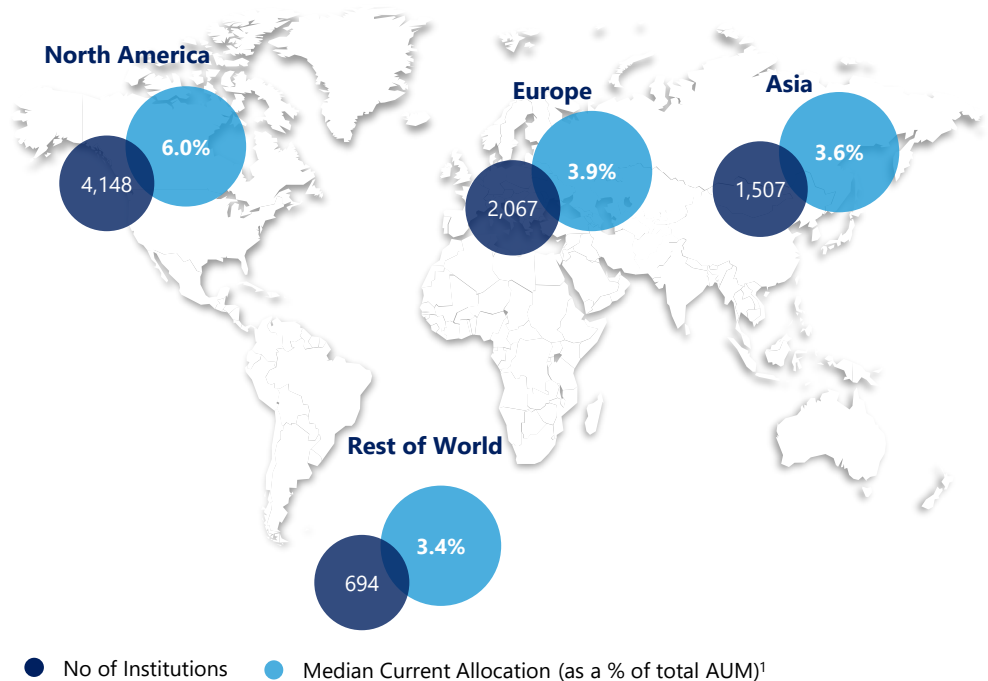 North America
6.0%
4,148
Europe
3.9%
2,067
Asia
3.6%
1,507
Rest of World
3.4%
694
No of Institutions
Median Current Allocation (as a % of total AUM)¹